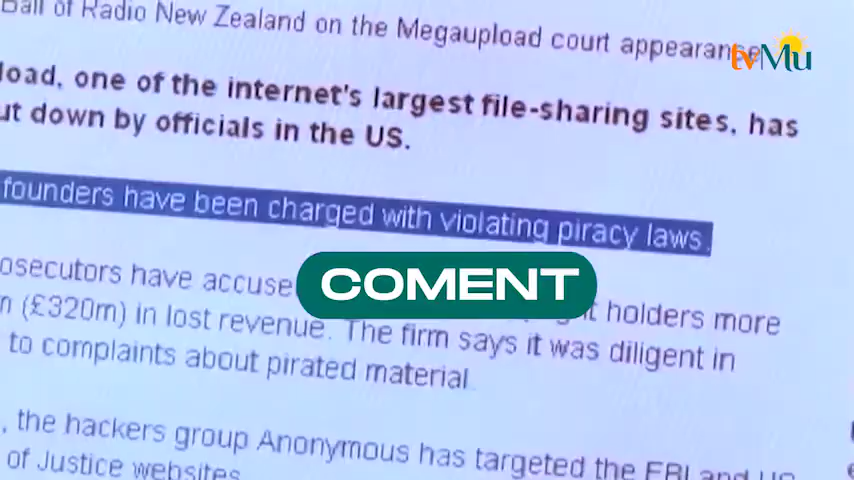 Ball of Radio New Zealand on the Megaupload court appearance
tvMu
load, one of the internet's largest file-sharing sites, has
ut down by officials in the US.
founders have been charged with violating piracy laws.
osecutors have accuse
COMENT
t holders more
n (£320m) in lost revenue. The firm says it was diligent in
to complaints about pirated material.
, the hackers group Anonymous has targeted the FBI and US
of Justice websites